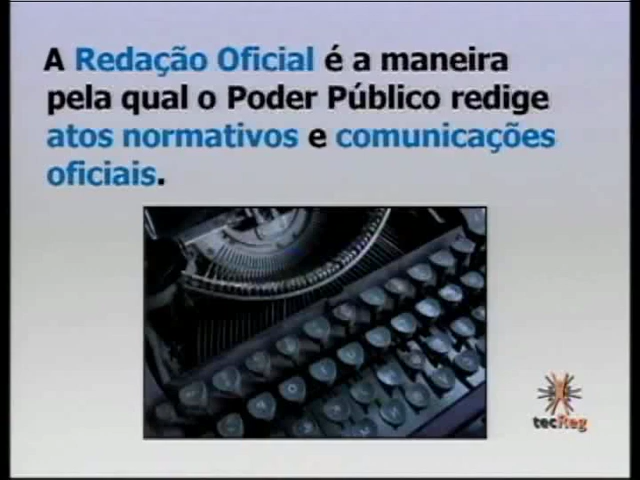 A Redação Oficial é a maneira
pela qual o Poder Público redige
atos normativos e comunicações
oficiais.
tecReg